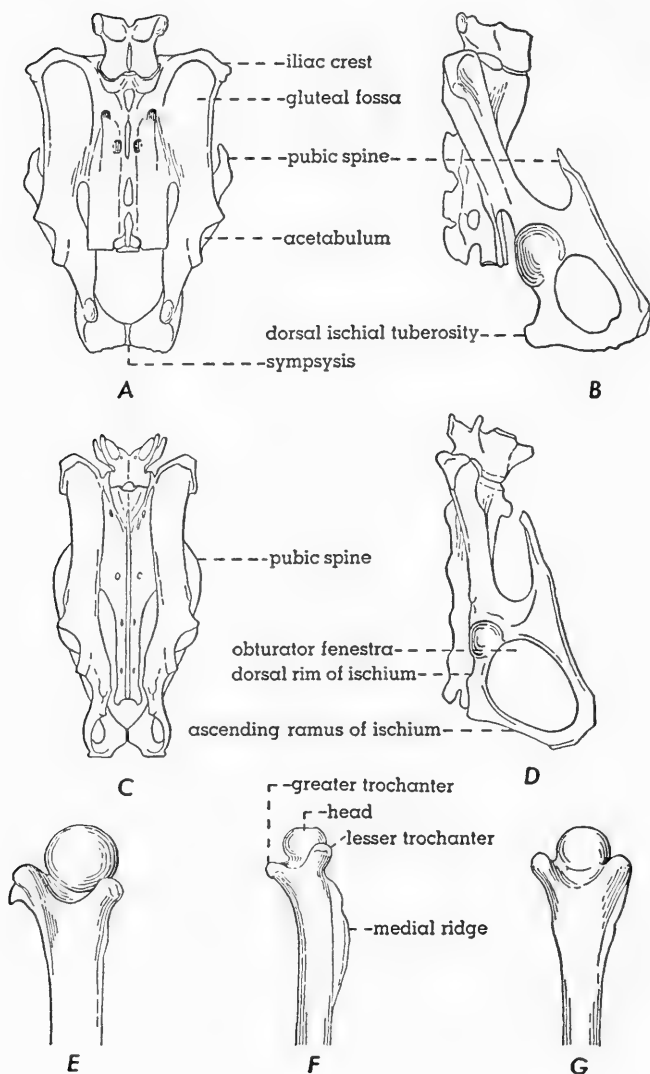 iliac crest
gluteal fossa
pubic spine
acetabulum
dorsal ischial tuberosity
sympsysis
A
B
pubic spine
obturator fenestra
dorsal rim of ischium
ascending ramus of ischium
C
D
greater trochanter
head
lesser trochanter
medial ridge
E
F
G